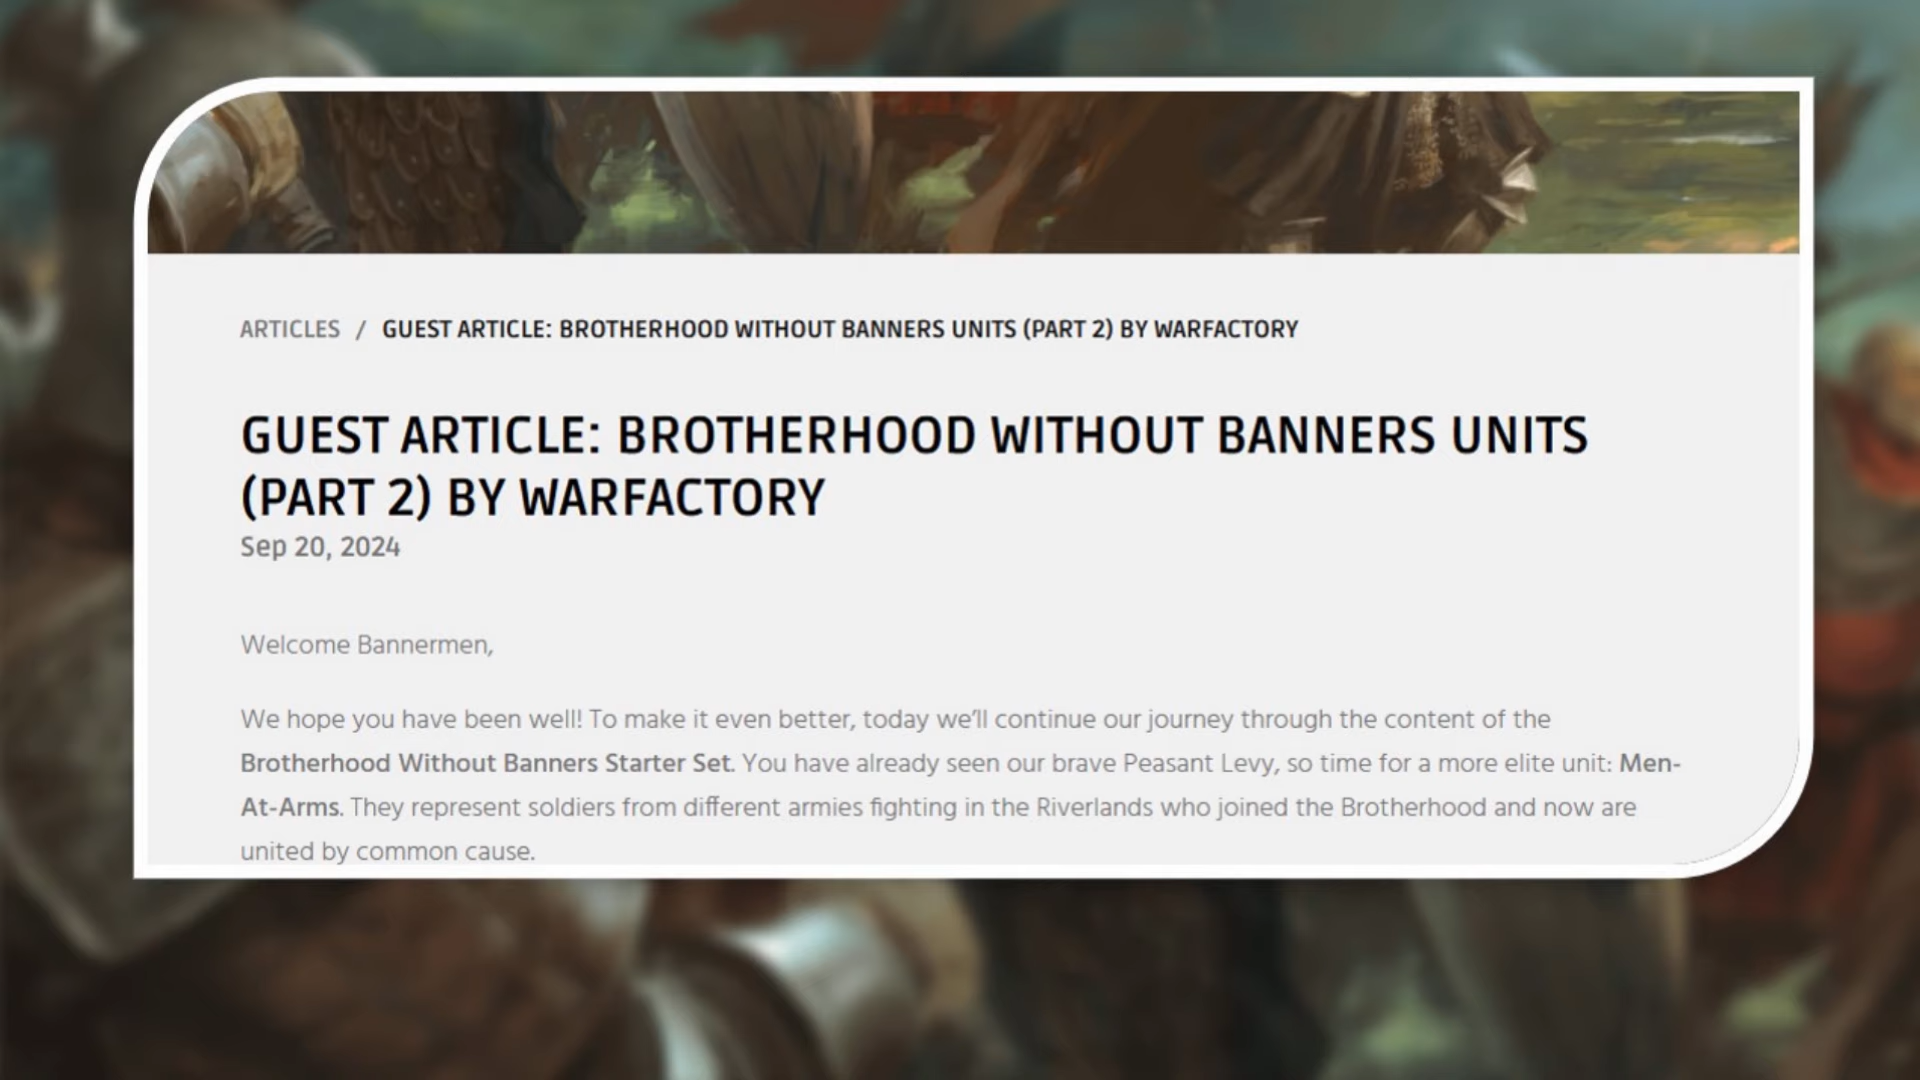 ARTICLES / GUEST ARTICLE: BROTHERHOOD WITHOUT BANNERS UNITS (PART 2) BY WARFACTORY
GUEST ARTICLE: BROTHERHOOD WITHOUT BANNERS UNITS
(PART 2) BY WARFACTORY
Sep 20, 2024
Welcome Bannermen,
We hope you have been well! To make it even better, today we’ll continue our journey through the content of the
Brotherhood Without Banners Starter Set. You have already seen our brave Peasant Levy, so time for a more elite unit: Men-
At-Arms. They represent soldiers from different armies fighting in the Riverlands who joined the Brotherhood and now are
united by common cause.